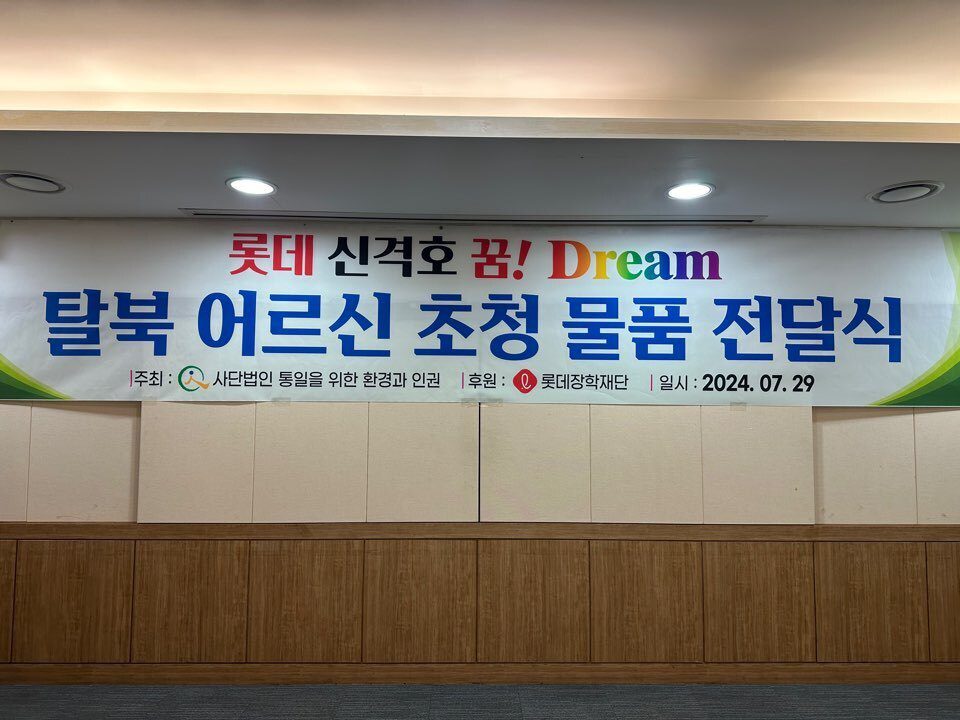 롯데 신격호 꿈! Dream
탈북 어르신 초청 물품 전달식
주최 : 사단법인 통일을 위한 환경과 인권 후원 : 롯데장학재단 일시 : 2024. 07. 29